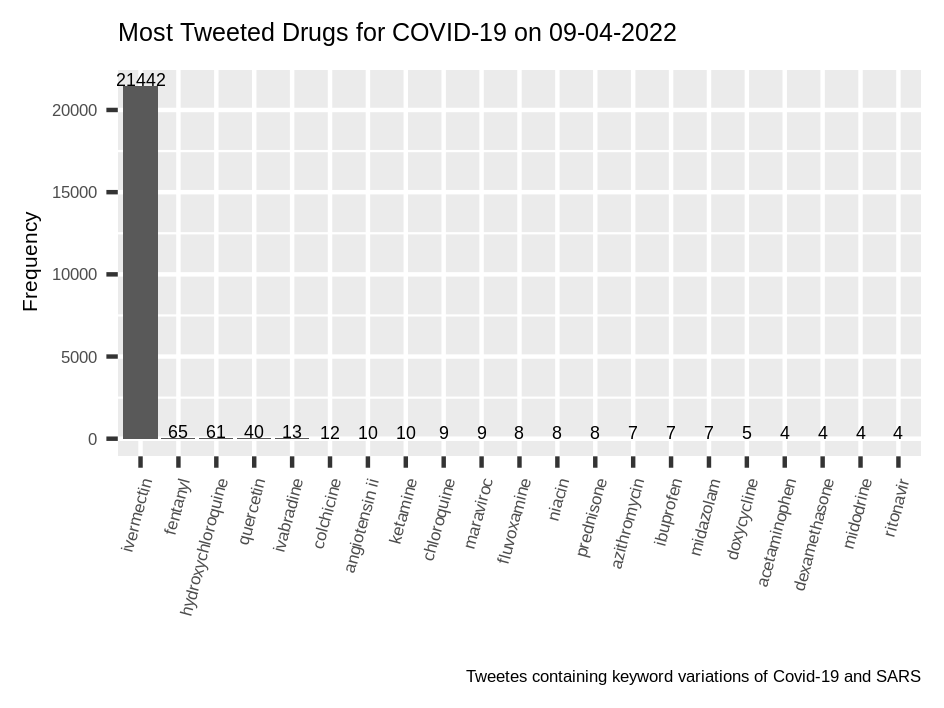 Most Tweeted Drugs for COVID-19 on 09-04-2022
Frequency
20000
15000
10000
5000
0
21442
65
61
40
13
12
10
10
9
9
8
8
8
7
7
7
5
4
4
4
4
ivermectin
fentanyl
hydroxychloroquine
quercetin
ivabradine
colchicine
angiotensin ii
ketamine
chloroquine
maraviroc
fluvoxamine
niacin
prednisone
azithromycin
ibuprofen
midazolam
doxycycline
acetaminophen
dexamethasone
midodrine
ritonavir
Tweetes containing keyword variations of Covid-19 and SARS